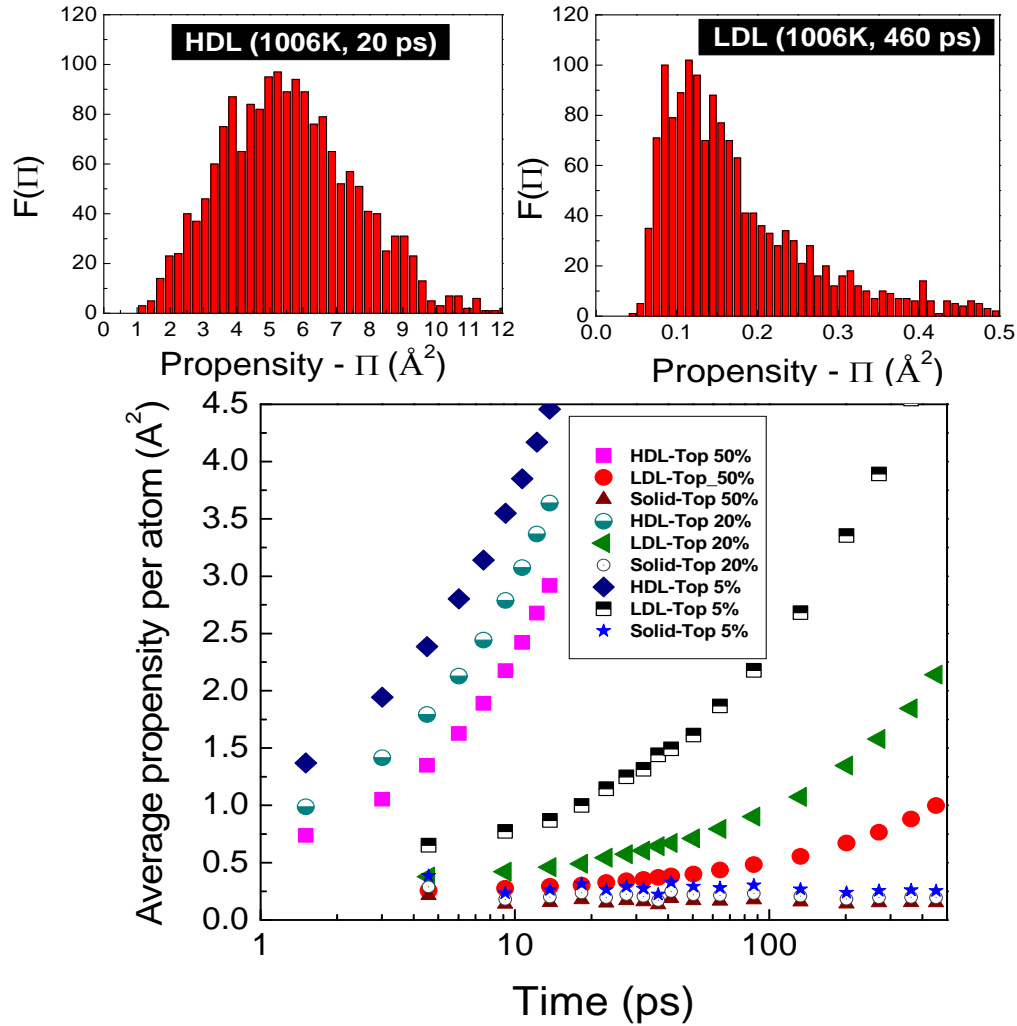 HDL (1006K, 20 ps)
120
100
80
60
40
20
0
F(Π)
0 1 2 3 4 5 6 7 8 9 10 11 12
Propensity - Π (Å²)
LDL (1006K, 460 ps)
120
100
80
60
40
20
0
F(Π)
0.0 0.1 0.2 0.3 0.4 0.5
Propensity - Π (Å²)
4.5
4.0
3.5
3.0
2.5
2.0
1.5
1.0
0.5
0.0
Average propensity per atom (A²)
HDL-Top 50%
LDL-Top_50%
Solid-Top 50%
HDL-Top 20%
LDL-Top 20%
Solid-Top 20%
HDL-Top 5%
LDL-Top 5%
Solid-Top 5%
1 10 100
Time (ps)